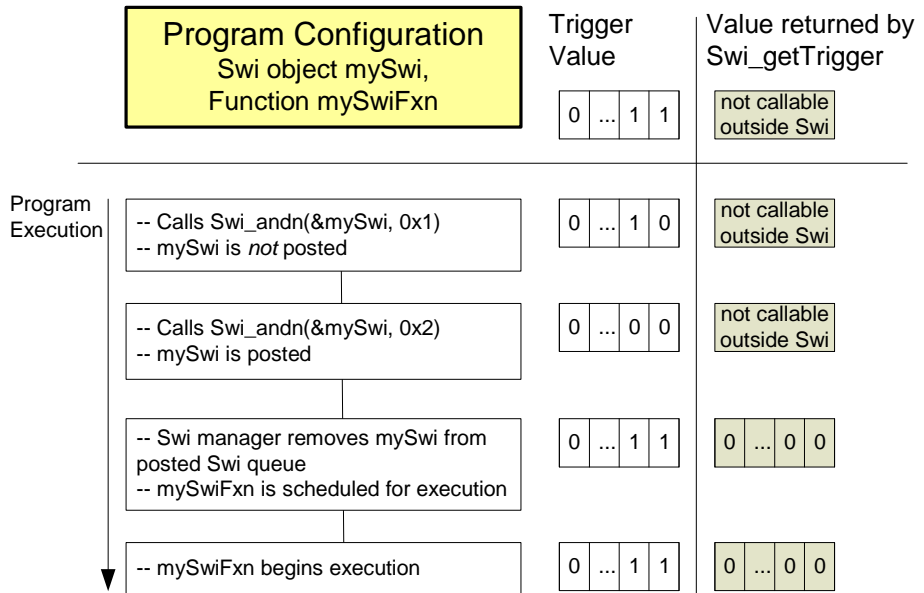 Program Configuration
Swi object mySwi,
Function mySwiFxn
Trigger
Value
Value returned by
Swi_getTrigger
0 ... 1 1
not callable
outside Swi
Program
Execution
-- Calls Swi_andn(&mySwi, 0x1)
-- mySwi is not posted
0 ... 1 0
not callable
outside Swi
-- Calls Swi_andn(&mySwi, 0x2)
-- mySwi is posted
0 ... 0 0
not callable
outside Swi
-- Swi manager removes mySwi from
posted Swi queue
-- mySwiFxn is scheduled for execution
0 ... 1 1
0 ... 0 0
-- mySwiFxn begins execution
0 ... 1 1
0 ... 0 0